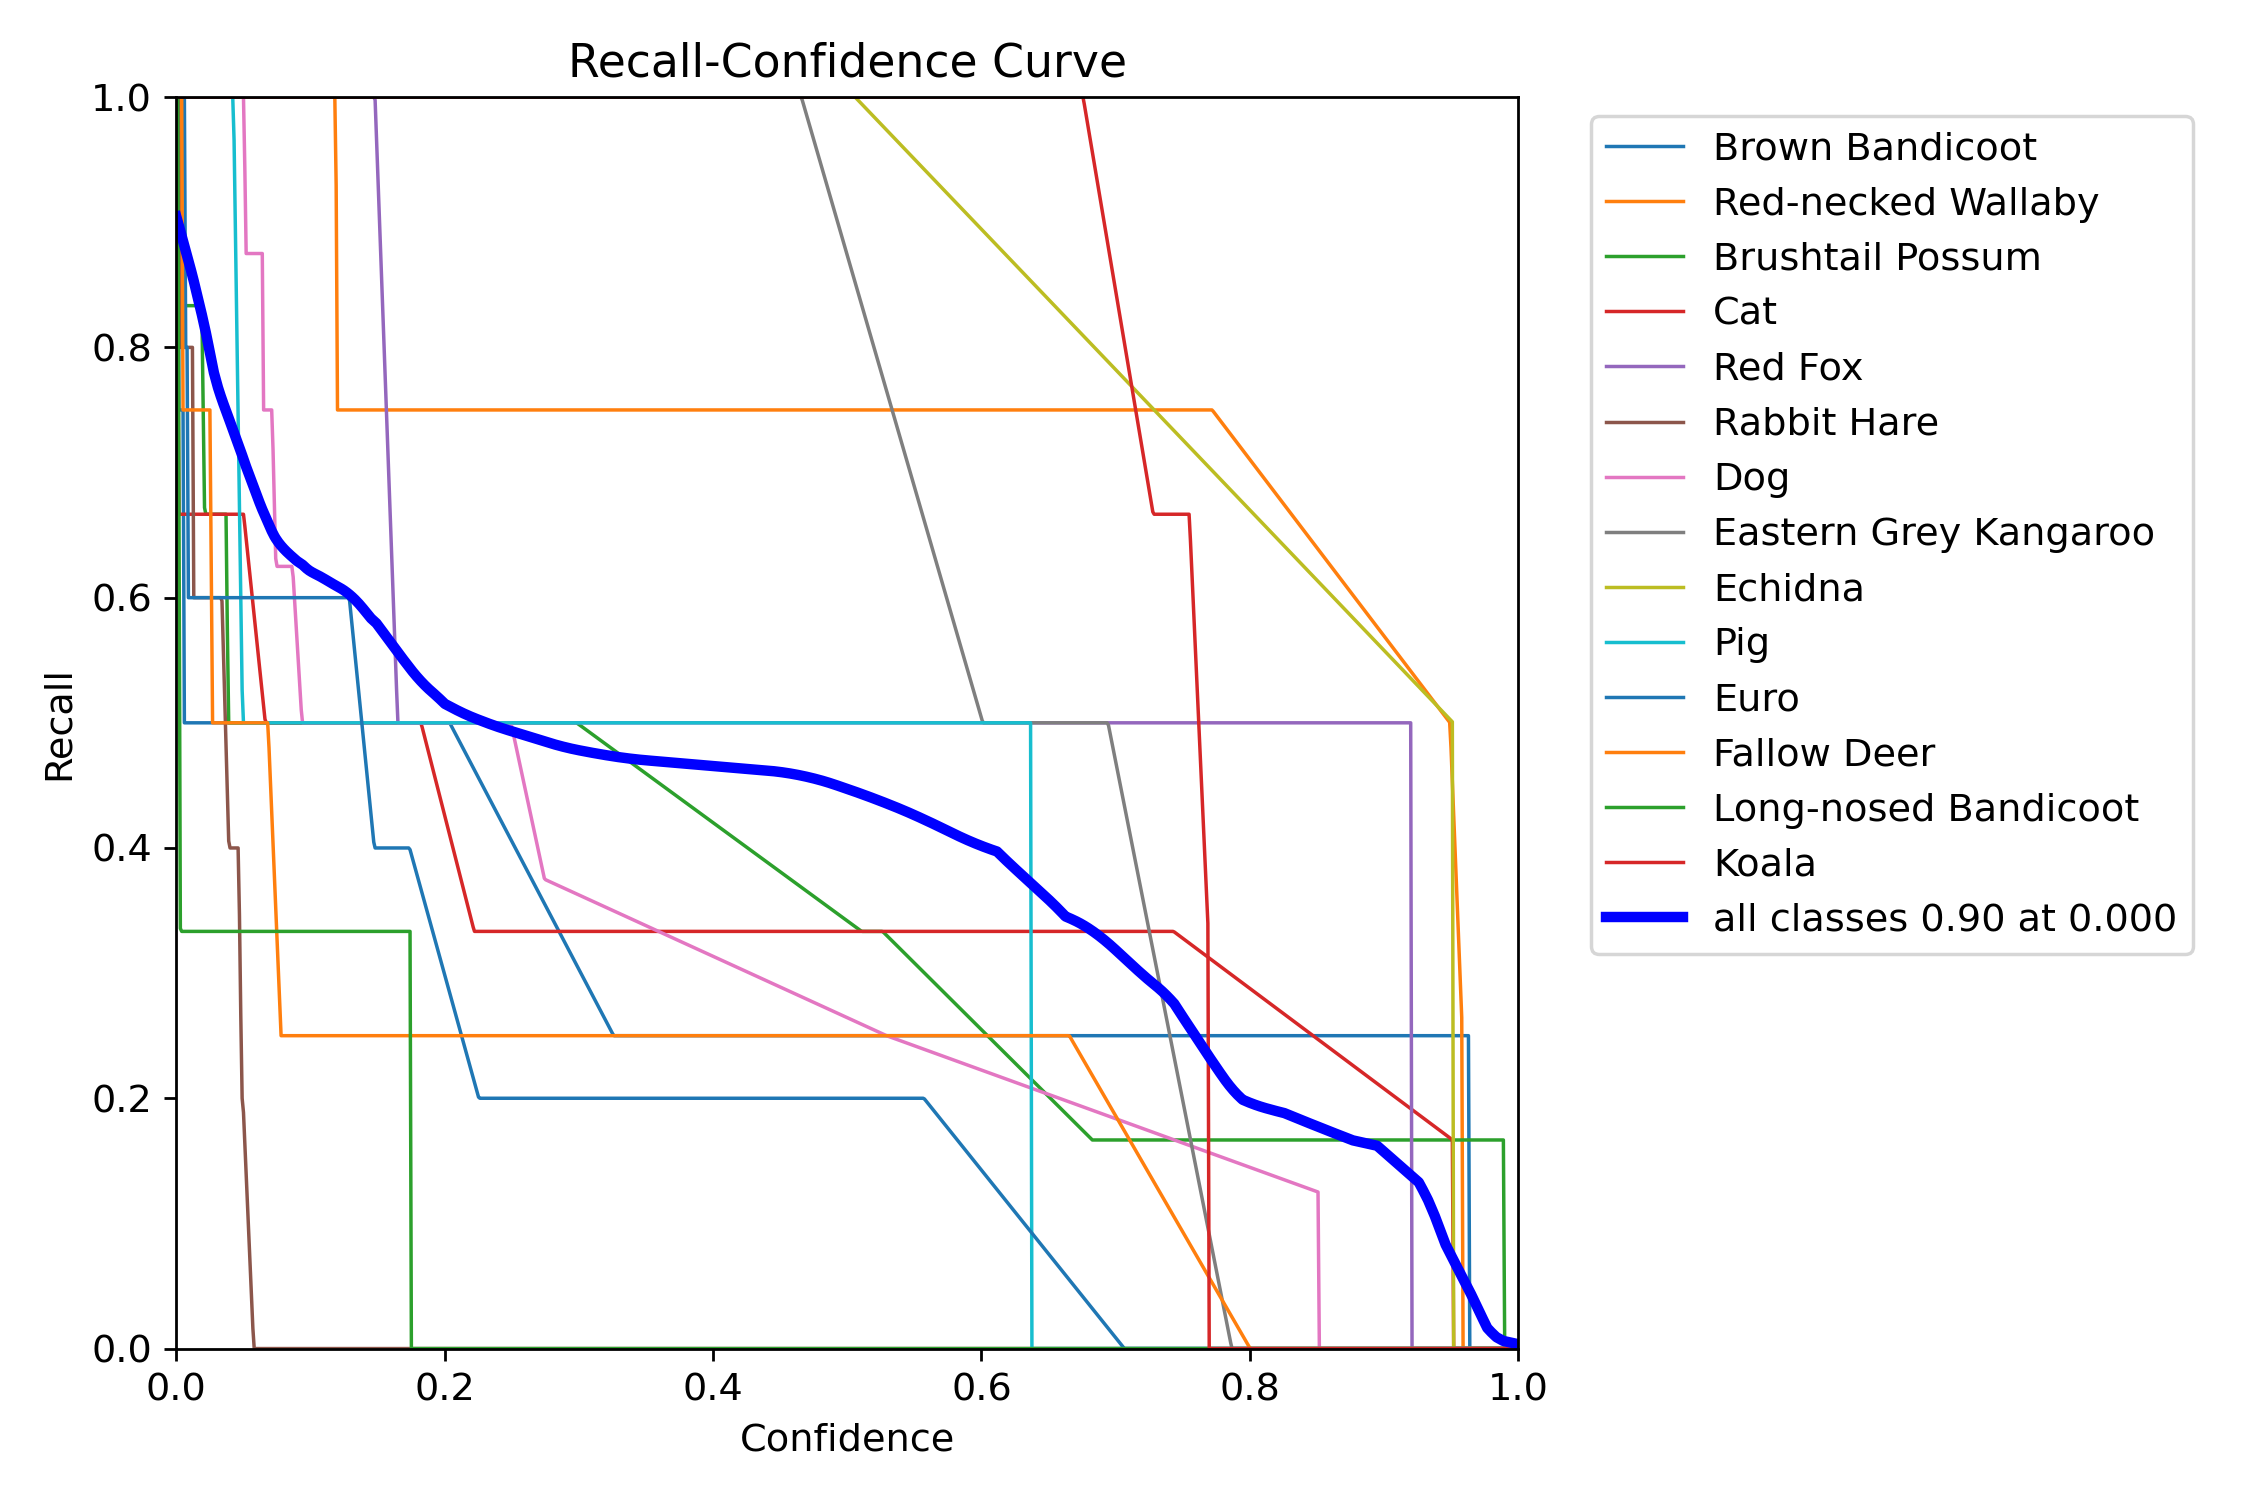 Recall-Confidence Curve
1.0
0.8
0.6
0.4
0.2
0.0
Recall
0.0 0.2 0.4 0.6 0.8 1.0
Confidence
Brown Bandicoot
Red-necked Wallaby
Brushtail Possum
Cat
Red Fox
Rabbit Hare
Dog
Eastern Grey Kangaroo
Echidna
Pig
Euro
Fallow Deer
Long-nosed Bandicoot
Koala
all classes 0.90 at 0.000